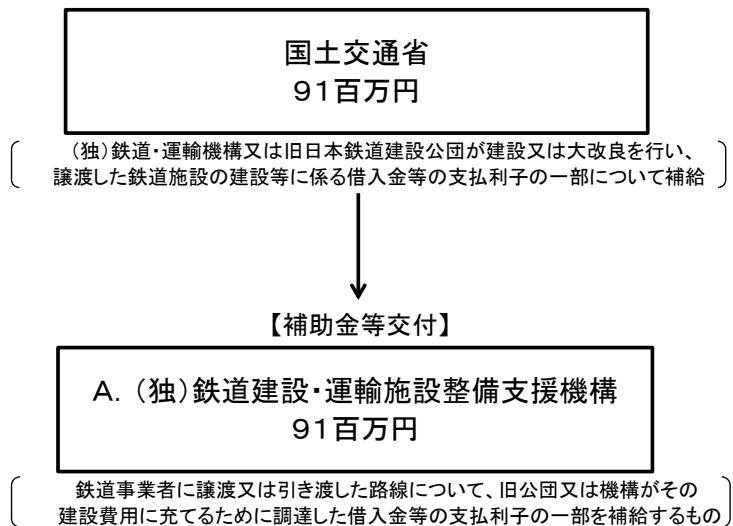 国土交通省
91百万円
(独)鉄道・運輸機構又は旧日本鉄道建設公団が建設又は大改良を行い、
譲渡した鉄道施設の建設等に係る借入金等の支払利子の一部について補給
【補助金等交付】
A.(独)鉄道建設・運輸施設整備支援機構
91百万円
鉄道事業者に譲渡又は引き渡した路線について、旧公団又は機構がその
建設費用に充てるために調達した借入金等の支払利子の一部を補給するもの